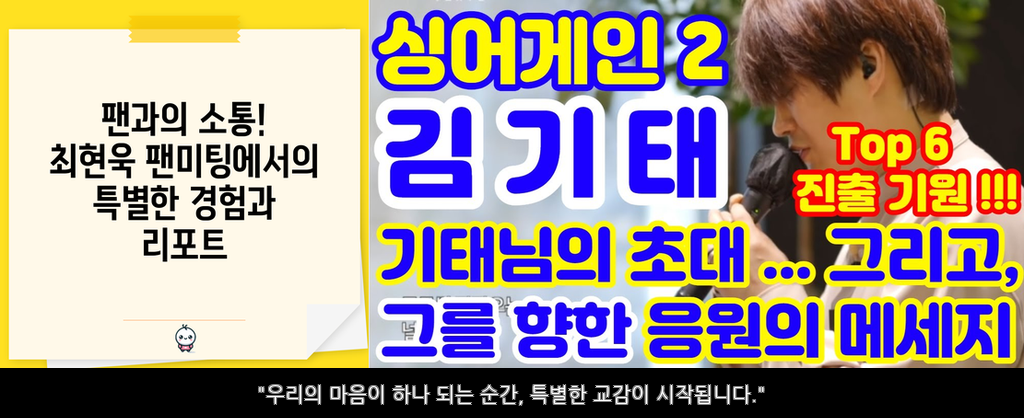 팬과의 소통!
최현욱 팬미팅에서의
특별한 경험과
리포트
싱어게인 2
김기태
Top 6
진출 기원 !!!
기태님의 초대 ... 그리고,
그를 향한 응원의 메세지
"우리의 마음이 하나 되는 순간, 특별한 교감이 시작됩니다."